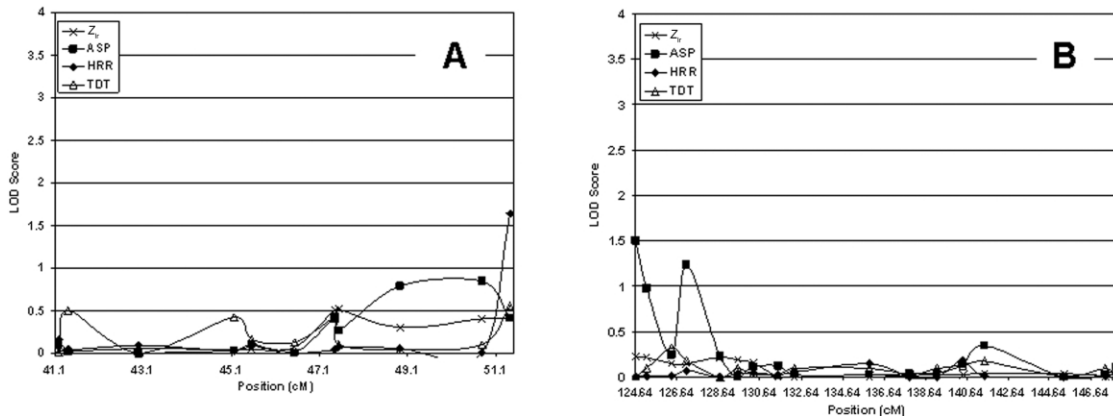 4
3.5
3
2.5
2
1.5
1
0.5
0
LOD Score
Zlr
ASP
HRR
TDT
A
41.1 43.1 45.1 47.1 49.1 51.1
Position (cM)
4
3.5
3
2.5
2
1.5
1
0.5
0
LOD Score
Zlr
ASP
HRR
TDT
B
124.64 126.64 128.64 130.64 132.64 134.64 136.64 138.64 140.64 142.64 144.64 146.64
Position (cM)